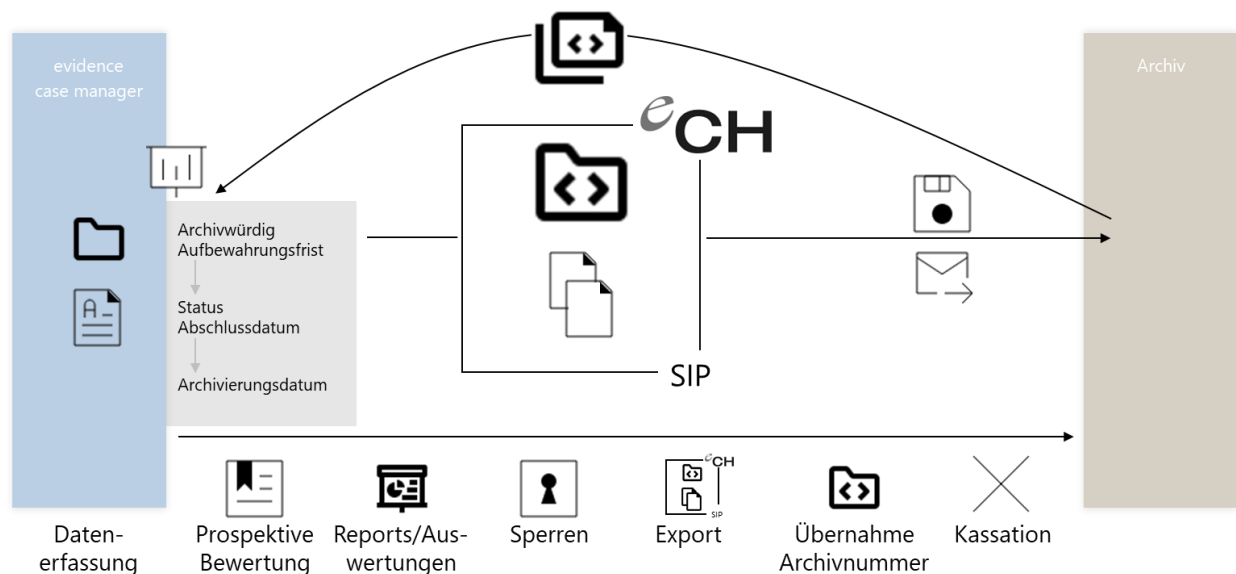 evidence
case manager
Archiv
eCH
Archivwürdig
Aufbewahrungsfrist
Status
Abschlussdatum
Archivierungsdatum
A
SIP
eCH
SIP
Daten-
erfassung
Prospektive
Bewertung
Reports/Aus-
wertungen
Sperren
Export
Übernahme
Archivnummer
Kassation